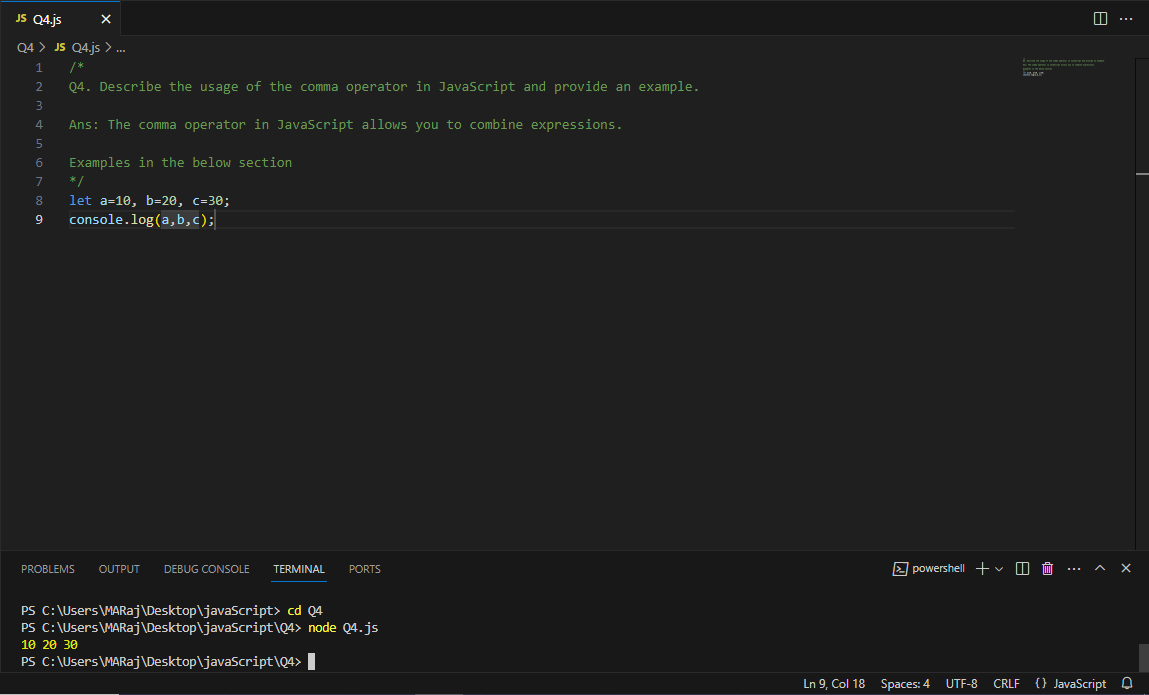 JS Q4.js
Q4 > JS Q4.js > ...
1 /*
2 Q4. Describe the usage of the comma operator in JavaScript and provide an example.
3
4 Ans: The comma operator in JavaScript allows you to combine expressions.
5
6 Examples in the below section
7 */
8 let a=10, b=20, c=30;
9 console.log(a,b,c);
PROBLEMS OUTPUT DEBUG CONSOLE TERMINAL PORTS powershell
PS C:\Users\MARaj\Desktop\javaScript> cd Q4
PS C:\Users\MARaj\Desktop\javaScript\Q4> node Q4.js
10 20 30
PS C:\Users\MARaj\Desktop\javaScript\Q4>
Ln 9, Col 18 Spaces: 4 UTF-8 CRLF {} JavaScript